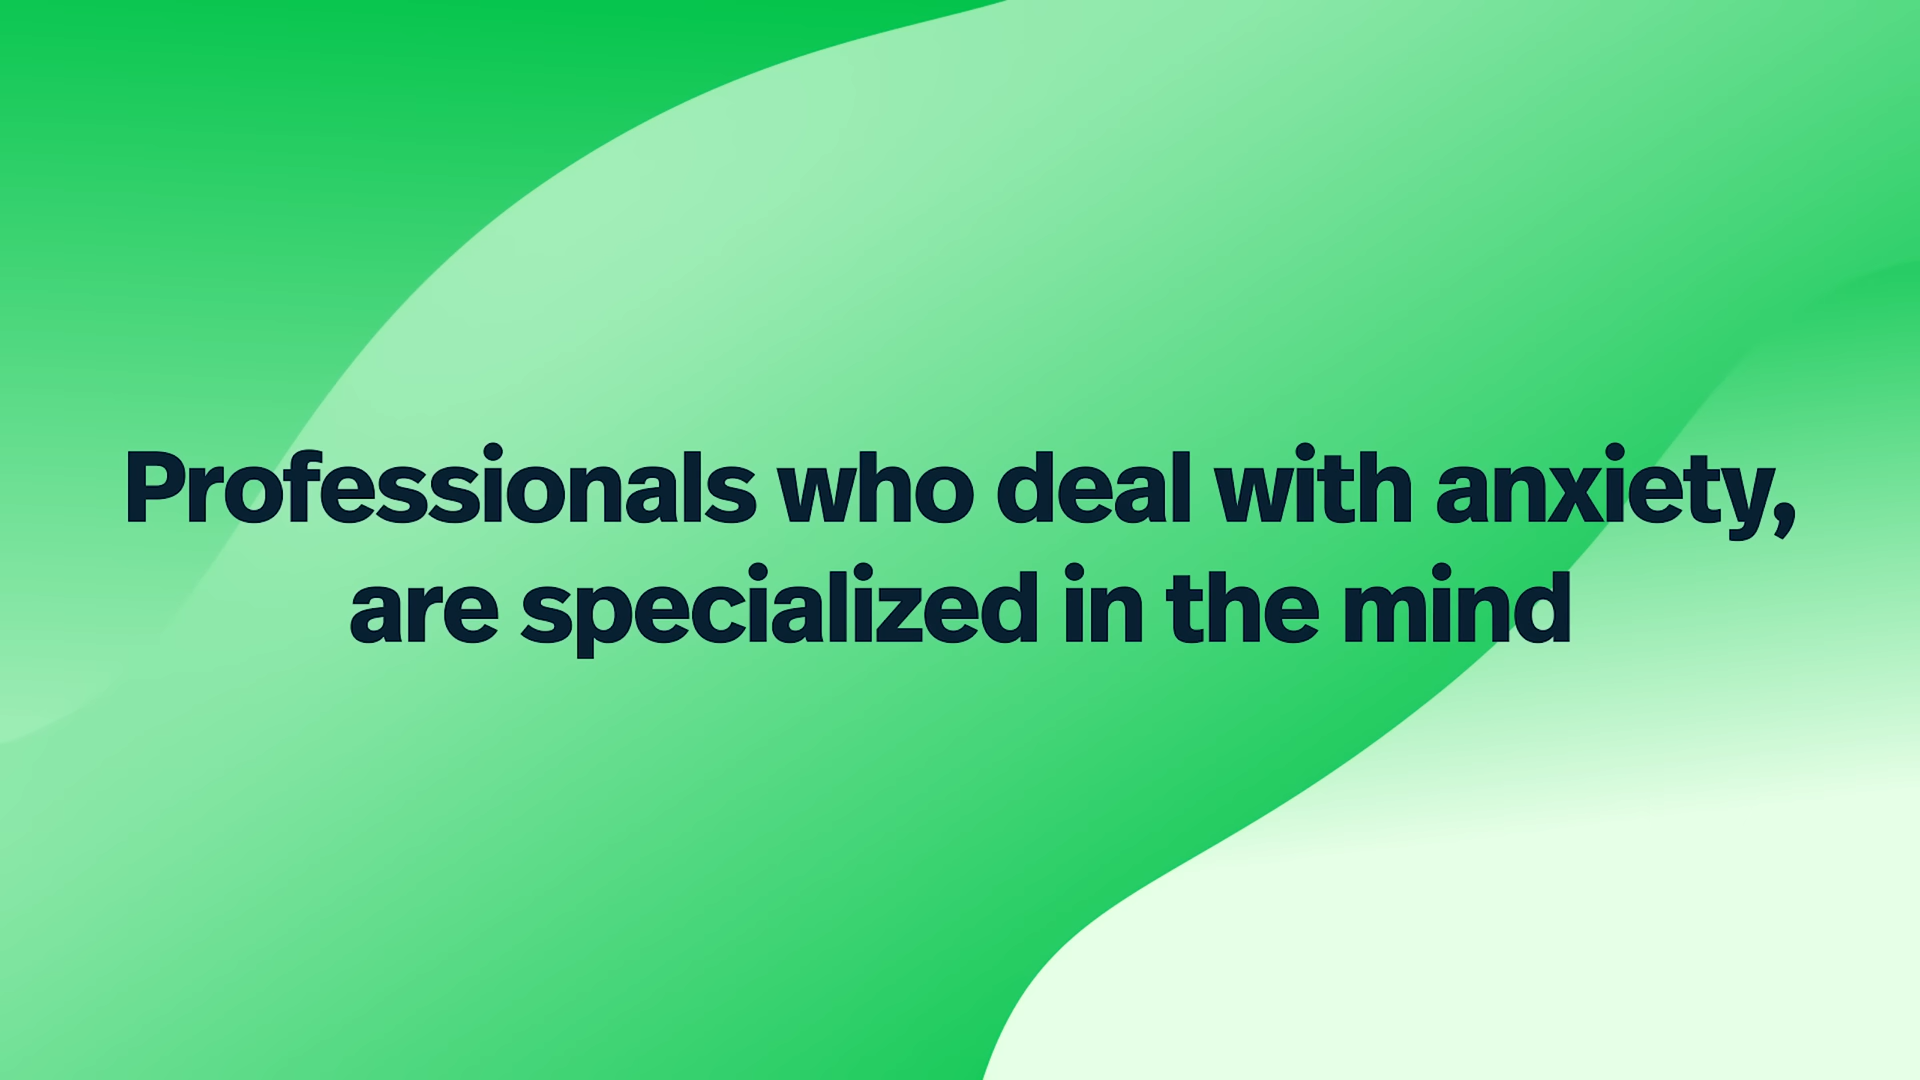 Professionals who deal with anxiety,
are specialized in the mind